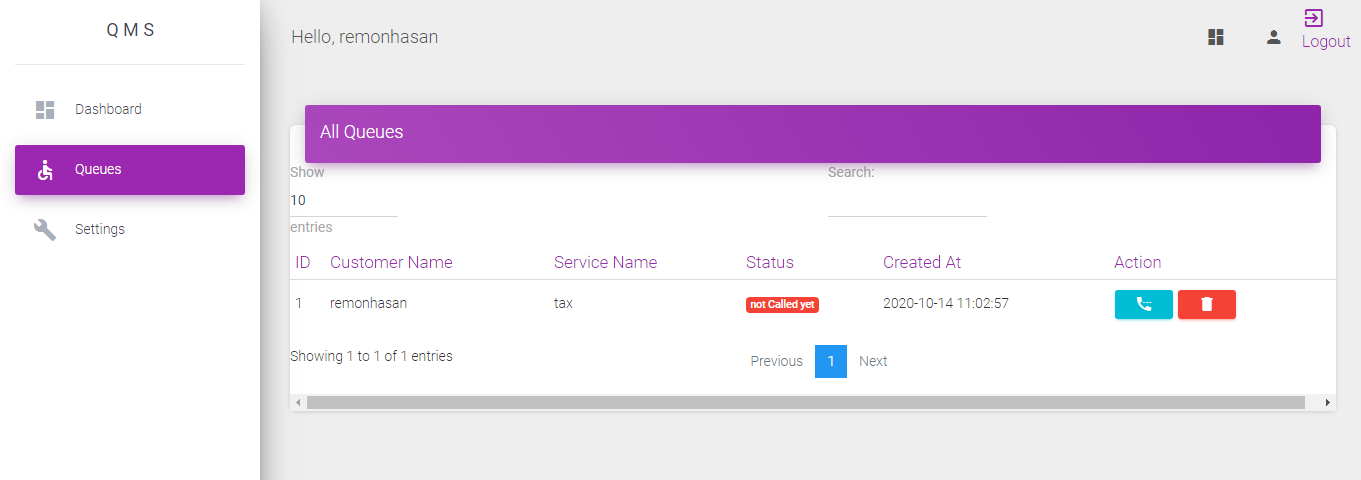 QMS
Hello, remonhasan
Logout
Dashboard
Queues
Settings
All Queues
Show
10
entries
Search:
ID Customer Name Service Name Status Created At Action
1 remonhasan tax not Called yet 2020-10-14 11:02:57
Showing 1 to 1 of 1 entries
Previous 1 Next